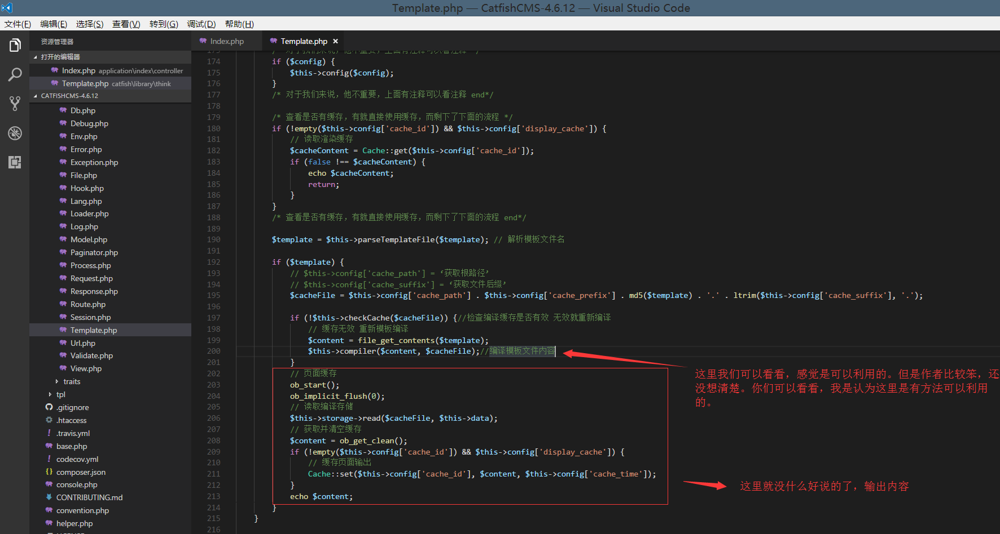 Template.php — CatfishCMS-4.6.12 — Visual Studio Code
文件(F) 编辑(E) 选择(S) 查看(V) 转到(G) 调试(D) 帮助(H)
资源管理器
打开的编辑器
Index.php application\index\controller
Template.php catfish\library\think
CATFISHCMS-4.6.12
Db.php
Debug.php
Env.php
Error.php
Exception.php
File.php
Hook.php
Lang.php
Loader.php
Log.php
Model.php
Paginator.php
Process.php
Request.php
Response.php
Route.php
Session.php
Template.php
Url.php
Validate.php
View.php
traits
tpl
.gitignore
.htaccess
.travis.yml
base.php
codecov.yml
composer.json
console.php
CONTRIBUTING.md
convention.php
helper.php
Index.php
Template.php ×
173 /* 对于我们来说，他不重要，上面有注释可以看注释 */
174 if ($config) {
175 $this->config($config);
176 }
177 /* 对于我们来说，他不重要，上面有注释可以看注释 end*/
178
179 /* 查看是否有缓存，有就直接使用缓存，而剩下了下面的流程 */
180 if (!empty($this->config['cache_id']) && $this->config['display_cache']) {
181 // 读取渲染缓存
182 $cacheContent = Cache::get($this->config['cache_id']);
183 if (false !== $cacheContent) {
184 echo $cacheContent;
185 return;
186 }
187 }
188 /* 查看是否有缓存，有就直接使用缓存，而剩下了下面的流程 end*/
189
190 $template = $this->parseTemplateFile($template); // 解析模板文件名
191
192 if ($template) {
193 // $this->config['cache_path'] = ‘获取根路径’
194 // $this->config['cache_suffix'] = ‘获取文件后缀’
195 $cacheFile = $this->config['cache_path'] . $this->config['cache_prefix'] . md5($template) . '.' . ltrim($this->config['cache_suffix'], '.');
196
197 if (!$this->checkCache($cacheFile)) {//检查编译缓存是否有效 无效就重新编译
198 // 缓存无效 重新模板编译
199 $content = file_get_contents($template);
200 $this->compiler($content, $cacheFile);//编译模板文件内容
201 }
202 // 页面缓存
203 ob_start();
204 ob_implicit_flush(0);
205 // 读取编译存储
206 $this->storage->read($cacheFile, $this->data);
207 // 获取并清空缓存
208 $content = ob_get_clean();
209 if (!empty($this->config['cache_id']) && $this->config['display_cache']) {
210 // 缓存页面输出
211 Cache::set($this->config['cache_id'], $content, $this->config['cache_time']);
212 }
213 echo $content;
214 }
215 }
216
这里我们可以看看，感觉是可以利用的。但是作者比较笨，还
没想清楚。你们可以看看，我是认为这里是有方法可以利用
的。
这里就没什么好说的了，输出内容